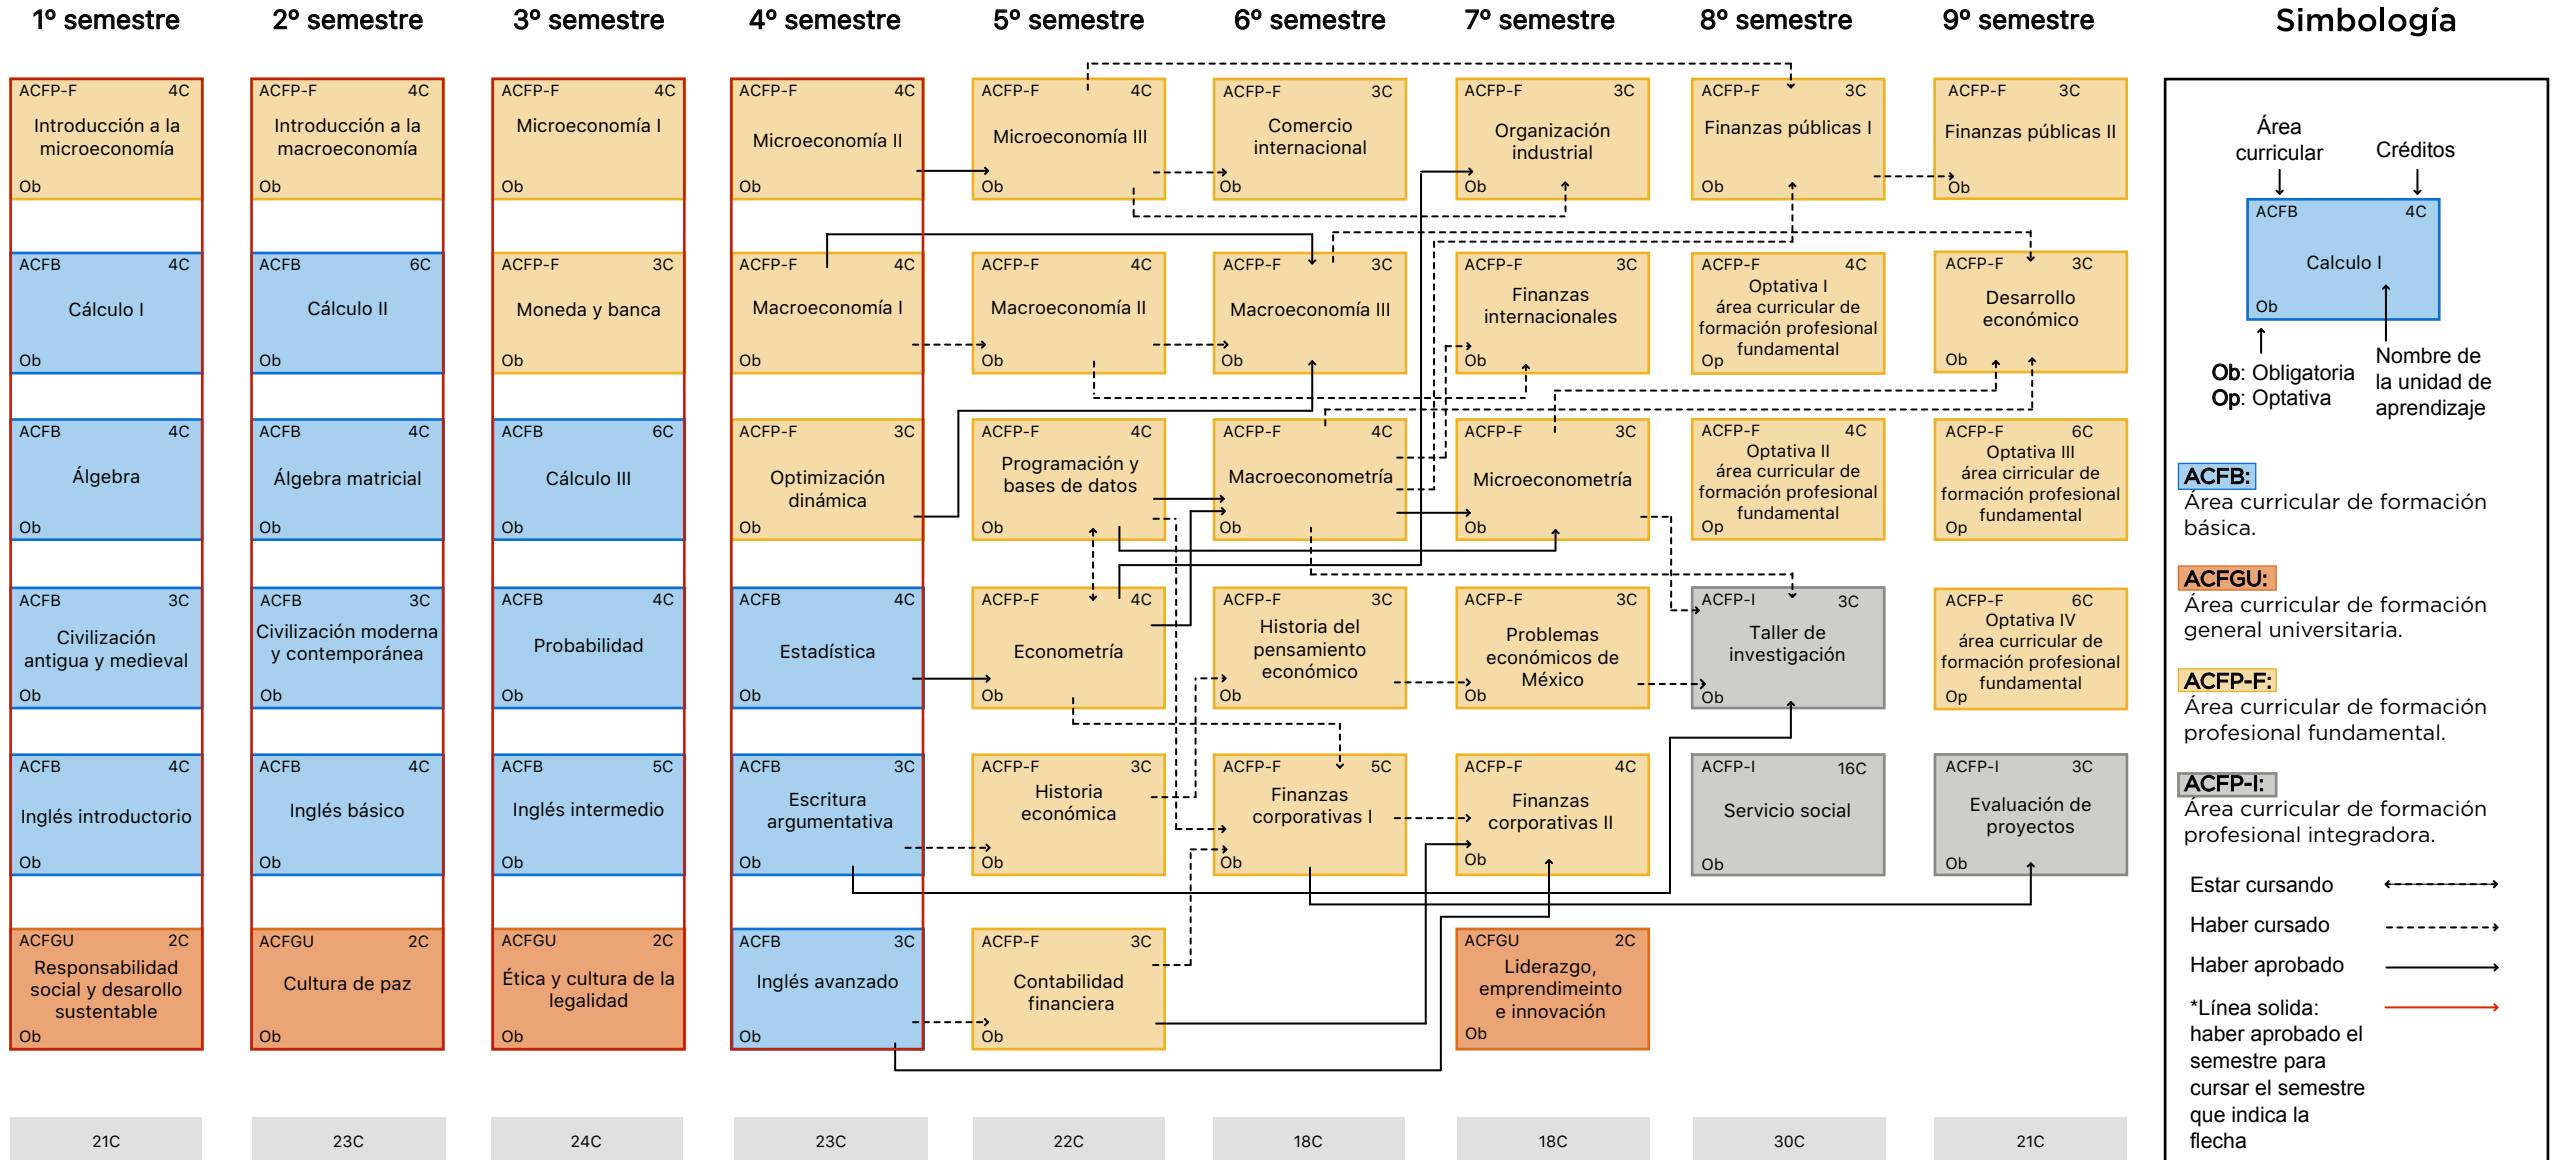 1º semestre
2º semestre
3º semestre
4º semestre
5º semestre
6º semestre
7º semestre
8º semestre
9º semestre
Simbología
ACFP-F 4C
Introducción a la
microeconomía
Ob
ACFP-F 4C
Introducción a la
macroeconomía
Ob
ACFP-F 4C
Microeconomía I
Ob
ACFP-F 4C
Microeconomía II
Ob
ACFP-F 4C
Microeconomía III
Ob
ACFP-F 3C
Comercio
internacional
Ob
ACFP-F 3C
Organización
industrial
Ob
ACFP-F 3C
Finanzas públicas I
Ob
ACFP-F 3C
Finanzas públicas II
Ob
ACFB 4C
Cálculo I
Ob
ACFB 6C
Cálculo II
Ob
ACFP-F 3C
Moneda y banca
Ob
ACFP-F 4C
Macroeconomía I
Ob
ACFP-F 4C
Macroeconomía II
Ob
ACFP-F 3C
Macroeconomía III
Ob
ACFP-F 3C
Finanzas
internacionales
Ob
ACFP-F 4C
Optativa I
área curricular de
formación profesional
fundamental
Op
ACFP-F 3C
Desarrollo
económico
Ob
ACFB 4C
Álgebra
Ob
ACFB 4C
Álgebra matricial
Ob
ACFB 6C
Cálculo III
Ob
ACFP-F 3C
Optimización
dinámica
Ob
ACFP-F 4C
Programación y
bases de datos
Ob
ACFP-F 4C
Macroeconometría
Ob
ACFP-F 3C
Microeconometría
Ob
ACFP-F 4C
Optativa II
área curricular de
formación profesional
fundamental
Op
ACFP-F 6C
Optativa III
área cirricular de
formación profesional
fundamental
Op
ACFB 3C
Civilización
antigua y medieval
Ob
ACFB 3C
Civilización moderna
y contemporánea
Ob
ACFB 4C
Probabilidad
Ob
ACFB 4C
Estadística
Ob
ACFP-F 4C
Econometría
Ob
ACFP-F 3C
Historia del
pensamiento
económico
Ob
ACFP-F 3C
Problemas
económicos de
México
Ob
ACFP-I 3C
Taller de
investigación
Ob
ACFP-F 6C
Optativa IV
área curricular de
formación profesional
fundamental
Op
ACFB 4C
Inglés introductorio
Ob
ACFB 4C
Inglés básico
Ob
ACFB 5C
Inglés intermedio
Ob
ACFB 3C
Escritura
argumentativa
Ob
ACFP-F 3C
Historia
económica
Ob
ACFP-F 5C
Finanzas
corporativas I
Ob
ACFP-F 4C
Finanzas
corporativas II
Ob
ACFP-I 16C
Servicio social
Ob
ACFP-I 3C
Evaluación de
proyectos
Ob
ACFGU 2C
Responsabilidad
social y desarollo
sustentable
Ob
ACFGU 2C
Cultura de paz
Ob
ACFGU 2C
Ética y cultura de la
legalidad
Ob
ACFB 3C
Inglés avanzado
Ob
ACFP-F 3C
Contabilidad
financiera
Ob
ACFGU 2C
Liderazgo,
emprendimeinto
e innovación
Ob
21C
23C
24C
23C
22C
18C
18C
30C
21C
Área
curricular
Créditos
ACFB 4C
Calculo I
Ob
Ob: Obligatoria
Op: Optativa
Nombre de
la unidad de
aprendizaje
ACFB:
Área curricular de formación
básica.
ACFGU:
Área curricular de formación
general universitaria.
ACFP-F:
Área curricular de formación
profesional fundamental.
ACFP-I:
Área curricular de formación
profesional integradora.
Estar cursando
Haber cursado
Haber aprobado
*Línea solida:
haber aprobado el
semestre para
cursar el semestre
que indica la
flecha